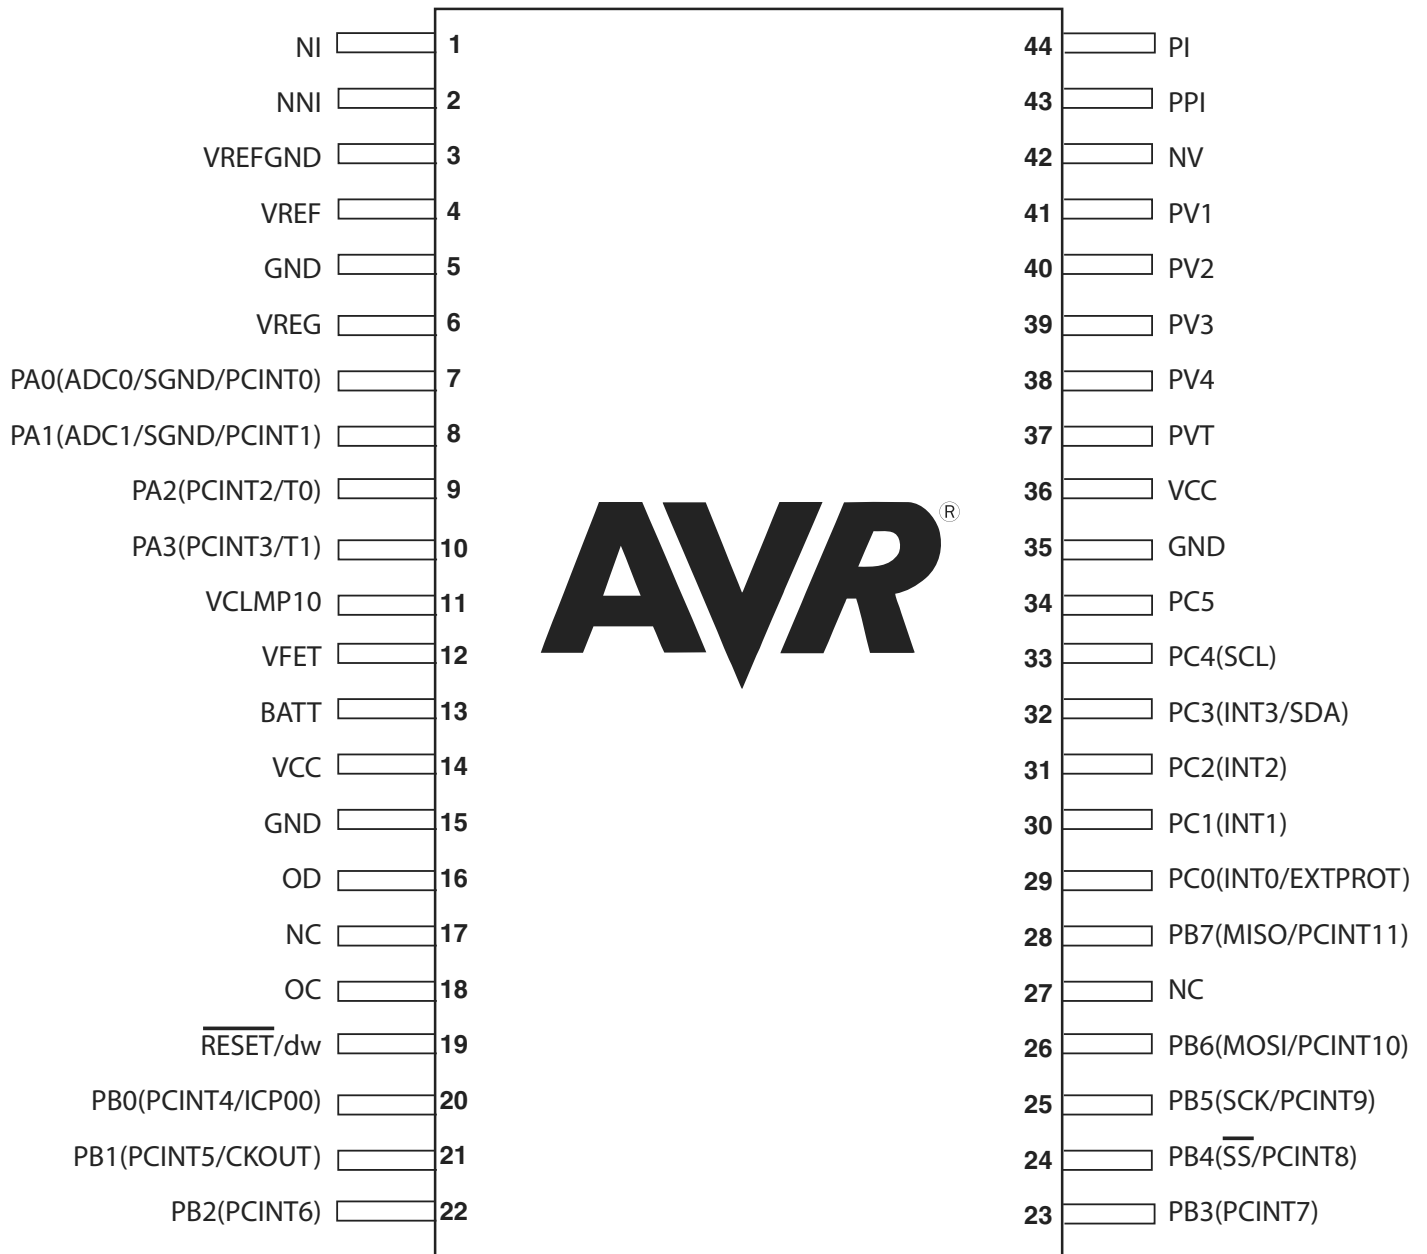 NI 1 44 PI
NNI 2 43 PPI
VREFGND 3 42 NV
VREF 4 41 PV1
GND 5 40 PV2
VREG 6 39 PV3
PA0(ADC0/SGND/PCINT0) 7 38 PV4
PA1(ADC1/SGND/PCINT1) 8 37 PVT
PA2(PCINT2/T0) 9 36 VCC
PA3(PCINT3/T1) 10 35 GND
VCLMP10 11 34 PC5
VFET 12 33 PC4(SCL)
BATT 13 32 PC3(INT3/SDA)
VCC 14 31 PC2(INT2)
GND 15 30 PC1(INT1)
OD 16 29 PC0(INT0/EXTPROT)
NC 17 28 PB7(MISO/PCINT11)
OC 18 27 NC
R̅E̅S̅E̅T̅/dw 19 26 PB6(MOSI/PCINT10)
PB0(PCINT4/ICP00) 20 25 PB5(SCK/PCINT9)
PB1(PCINT5/CKOUT) 21 24 PB4(S̅S̅/PCINT8)
PB2(PCINT6) 22 23 PB3(PCINT7)
AVR®